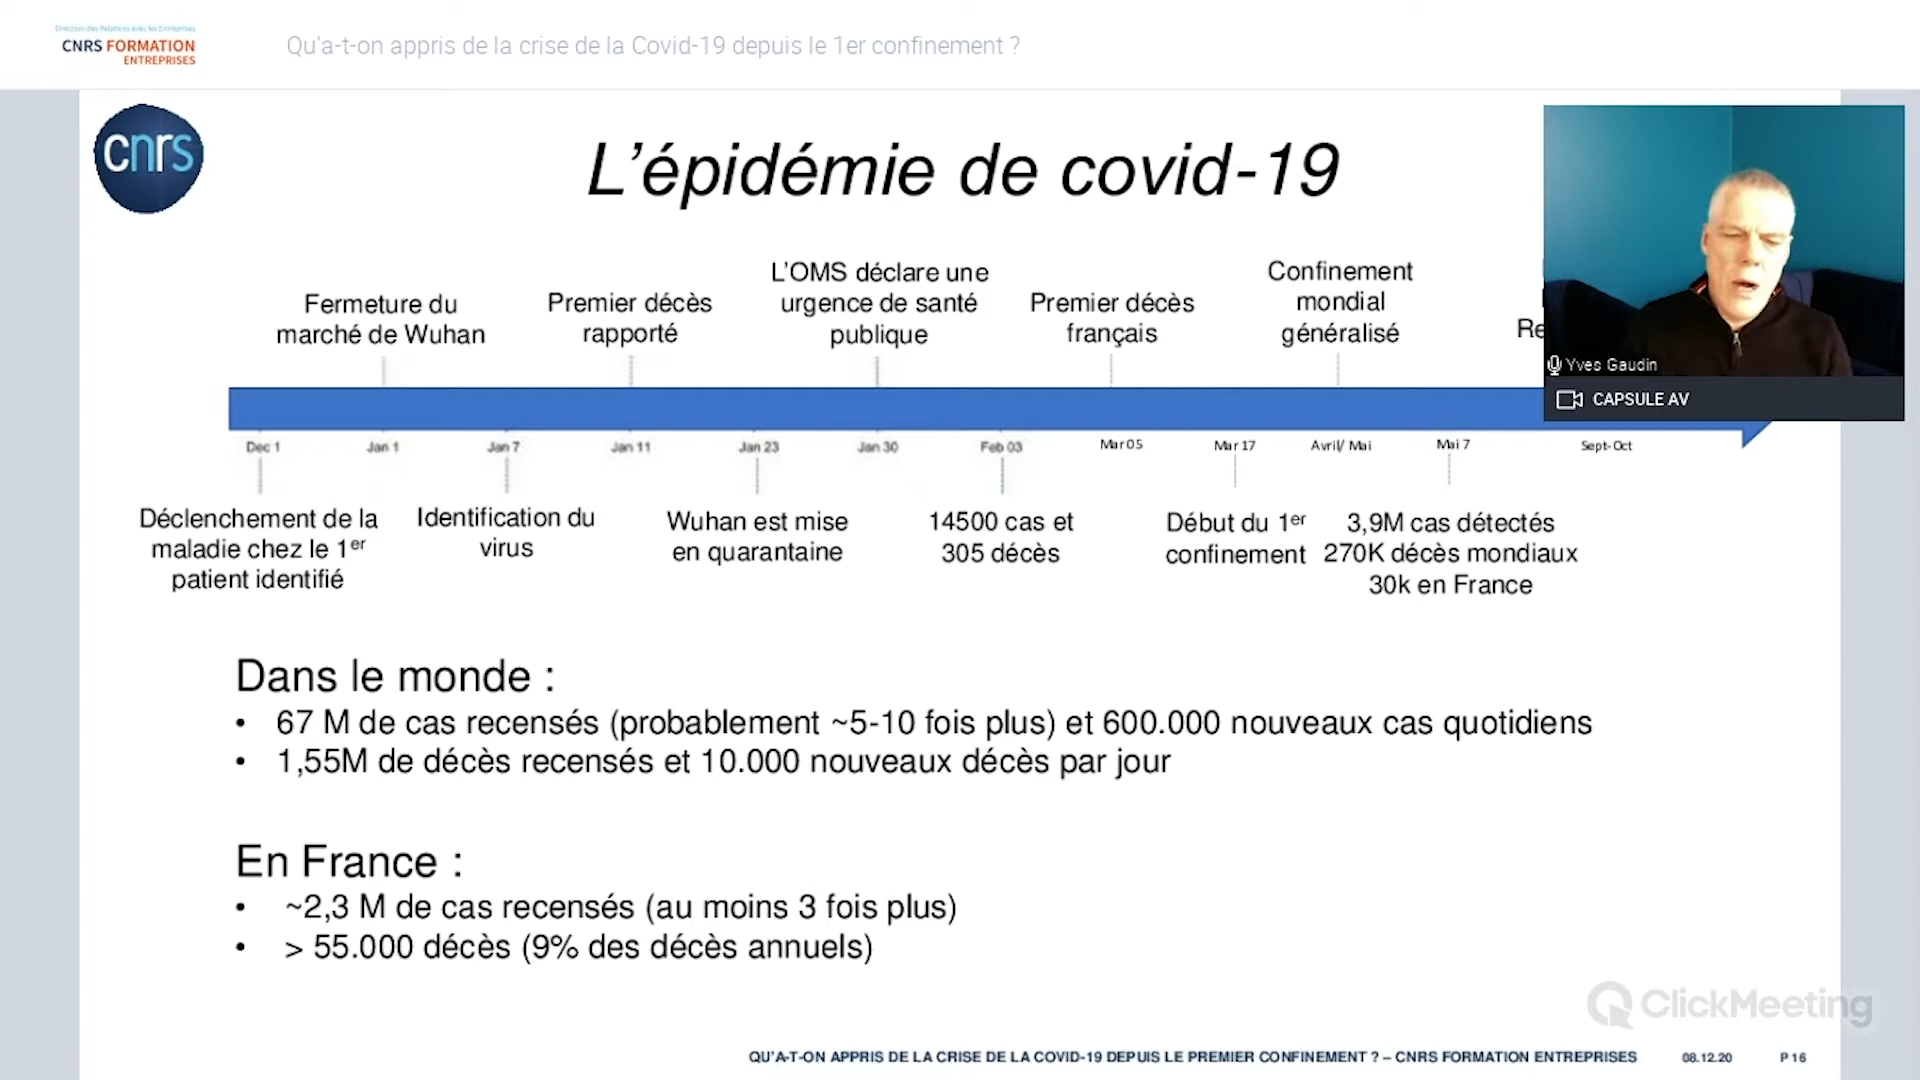 Direction des Relations avec les Entreprises
CNRS FORMATION
ENTREPRISES
Qu'a-t-on appris de la crise de la Covid-19 depuis le 1er confinement ?
cnrs
L'épidémie de covid-19
Fermeture du
marché de Wuhan
Premier décès
rapporté
L'OMS déclare une
urgence de santé
publique
Premier décès
français
Confinement
mondial
généralisé
Re
Yves Gaudin
CAPSULE AV
Dec 1
Jan 1
Jan 7
Jan 11
Jan 23
Jan 30
Feb 03
Mar 05
Mar 17
Avril/ Mai
Mai 7
Sept-Oct
Déclenchement de la
maladie chez le 1er
patient identifié
Identification du
virus
Wuhan est mise
en quarantaine
14500 cas et
305 décès
Début du 1er
confinement
3,9M cas détectés
270K décès mondiaux
30k en France
Dans le monde :
• 67 M de cas recensés (probablement ~5-10 fois plus) et 600.000 nouveaux cas quotidiens
• 1,55M de décès recensés et 10.000 nouveaux décès par jour
En France :
• ~2,3 M de cas recensés (au moins 3 fois plus)
• > 55.000 décès (9% des décès annuels)
ClickMeeting
QU'A-T-ON APPRIS DE LA CRISE DE LA COVID-19 DEPUIS LE PREMIER CONFINEMENT ? – CNRS FORMATION ENTREPRISES
08.12.20
P 16